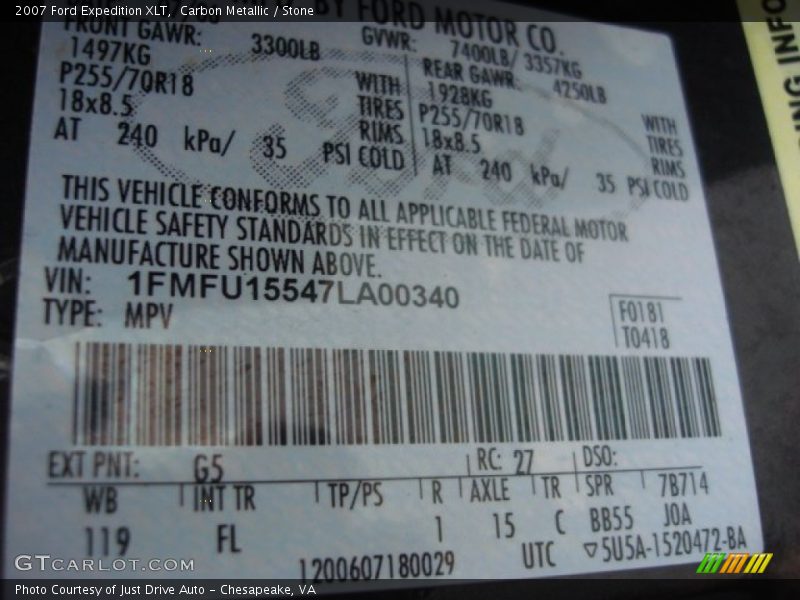 2007 Ford Expedition XLT, Carbon Metallic / Stone
BY FORD MOTOR CO.
FRONT GAWR: 3300LB GVWR: 7400LB/ 3357KG
1497KG REAR GAWR: 4250LB
P255/70R18 WITH 1928KG WITH
18x8.5 TIRES P255/70R18 TIRES
RIMS 18x8.5 RIMS
AT 240 kPa/ 35 PSI COLD AT 240 kPa/ 35 PSI COLD
THIS VEHICLE CONFORMS TO ALL APPLICABLE FEDERAL MOTOR
VEHICLE SAFETY STANDARDS IN EFFECT ON THE DATE OF
MANUFACTURE SHOWN ABOVE.
VIN: 1FMFU15547LA00340
TYPE: MPV
F0181
T0418
EXT PNT: G5 RC: 27 DSO:
WB INT TR TP/PS R AXLE TR SPR 7B714
119 FL 1 15 C BB55 J0A
1200607180029 UTC ▽5U5A-1520472-BA
ING INFO
GTCARLOT.COM
Photo Courtesy of Just Drive Auto – Chesapeake, VA